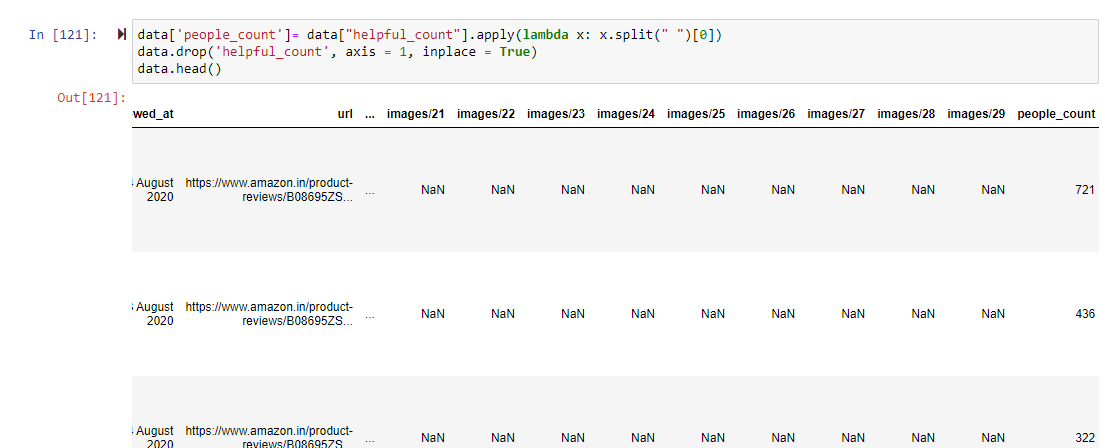 In [121]:
data['people_count']= data["helpful_count"].apply(lambda x: x.split(" ")[0])
data.drop('helpful_count', axis = 1, inplace = True)
data.head()
Out[121]:
wed_at url ... images/21 images/22 images/23 images/24 images/25 images/26 images/27 images/28 images/29 people_count
August 2020 https://www.amazon.in/product-reviews/B08695ZS... ... NaN NaN NaN NaN NaN NaN NaN NaN NaN 721
August 2020 https://www.amazon.in/product-reviews/B08695ZS... ... NaN NaN NaN NaN NaN NaN NaN NaN NaN 436
August 2020 https://www.amazon.in/product-reviews/B08695ZS... ... NaN NaN NaN NaN NaN NaN NaN NaN NaN 322